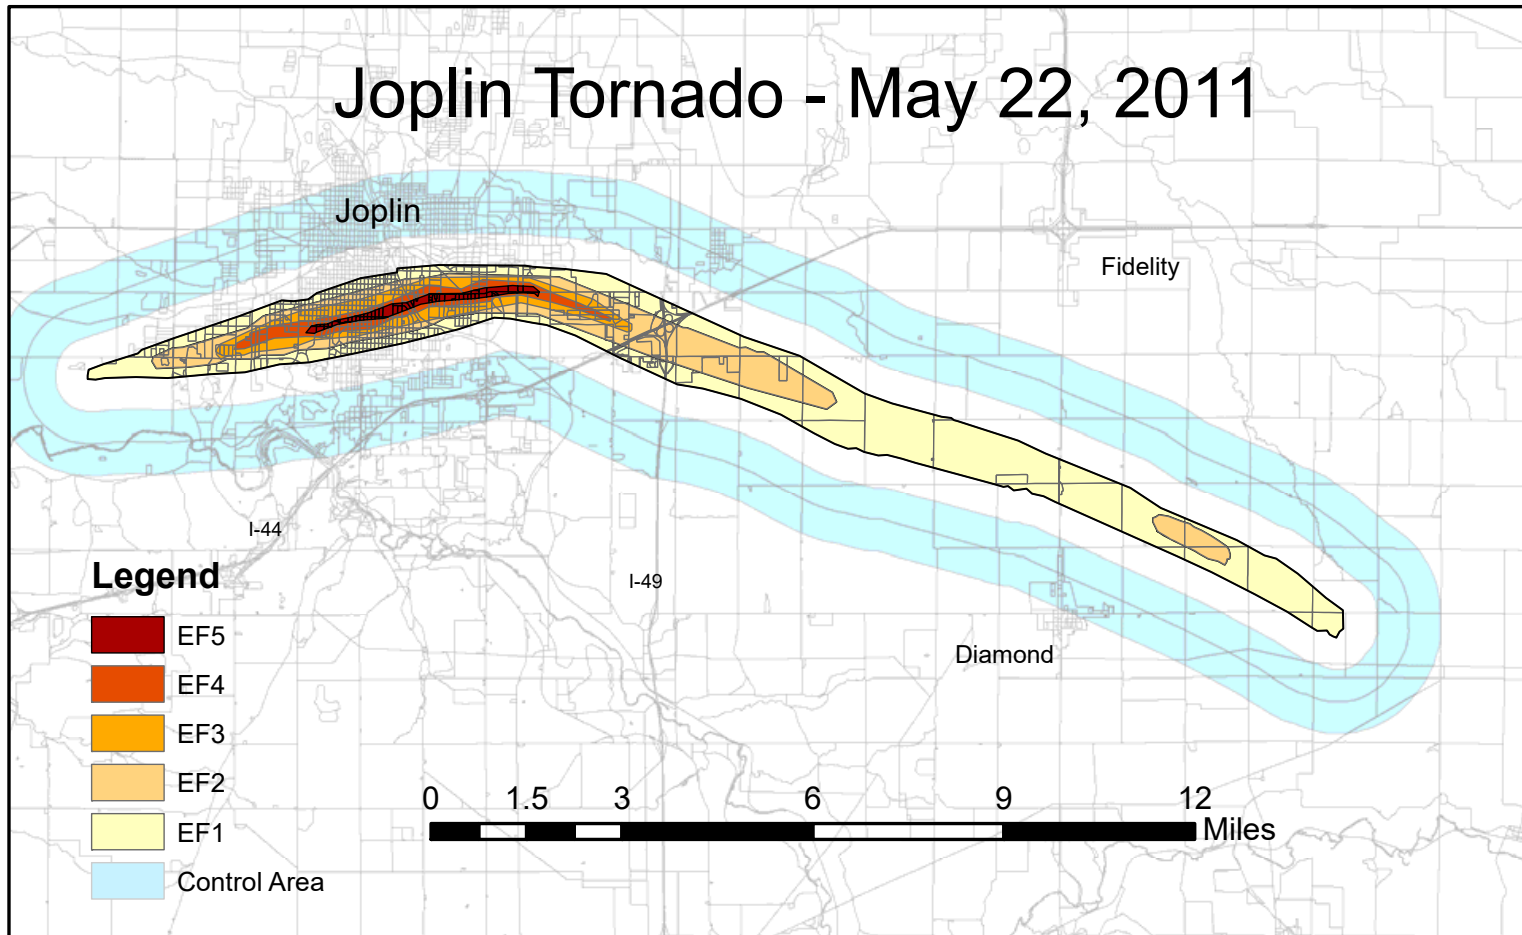 Joplin Tornado - May 22, 2011
Joplin
Fidelity
I-44
I-49
Diamond
Legend
EF5
EF4
EF3
EF2
EF1
Control Area
0 1.5 3 6 9 12
Miles